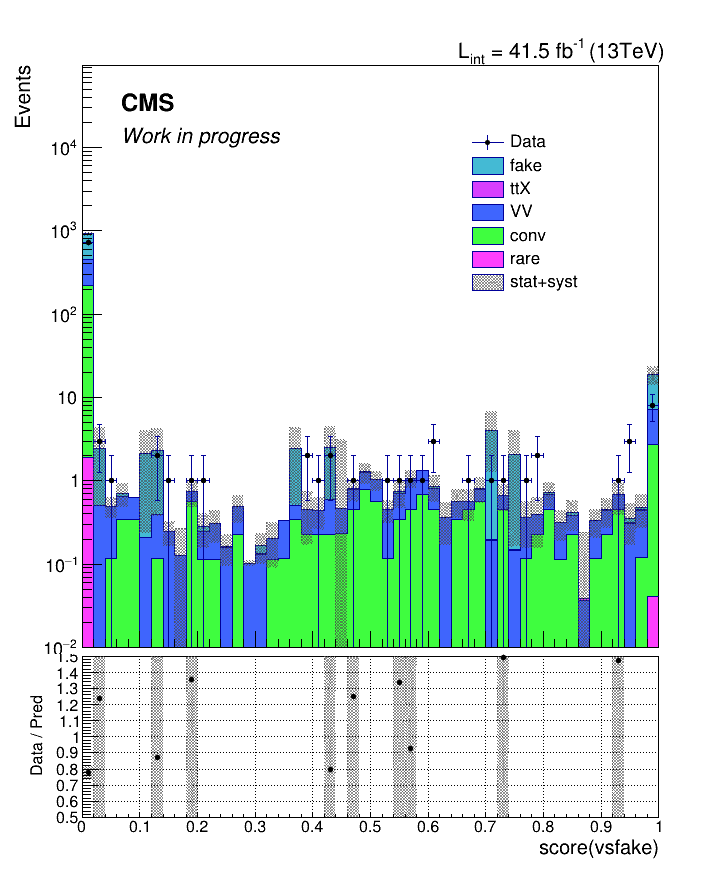 L_int = 41.5 fb^-1 (13TeV)
Events
CMS
Work in progress
Data
fake
ttX
VV
conv
rare
stat+syst
10^4
10^3
10^2
10
1
10^-1
10^-2
Data / Pred
1.5
1.4
1.3
1.2
1.1
1
0.9
0.8
0.7
0.6
0.5
0 0.1 0.2 0.3 0.4 0.5 0.6 0.7 0.8 0.9 1
score(vsfake)